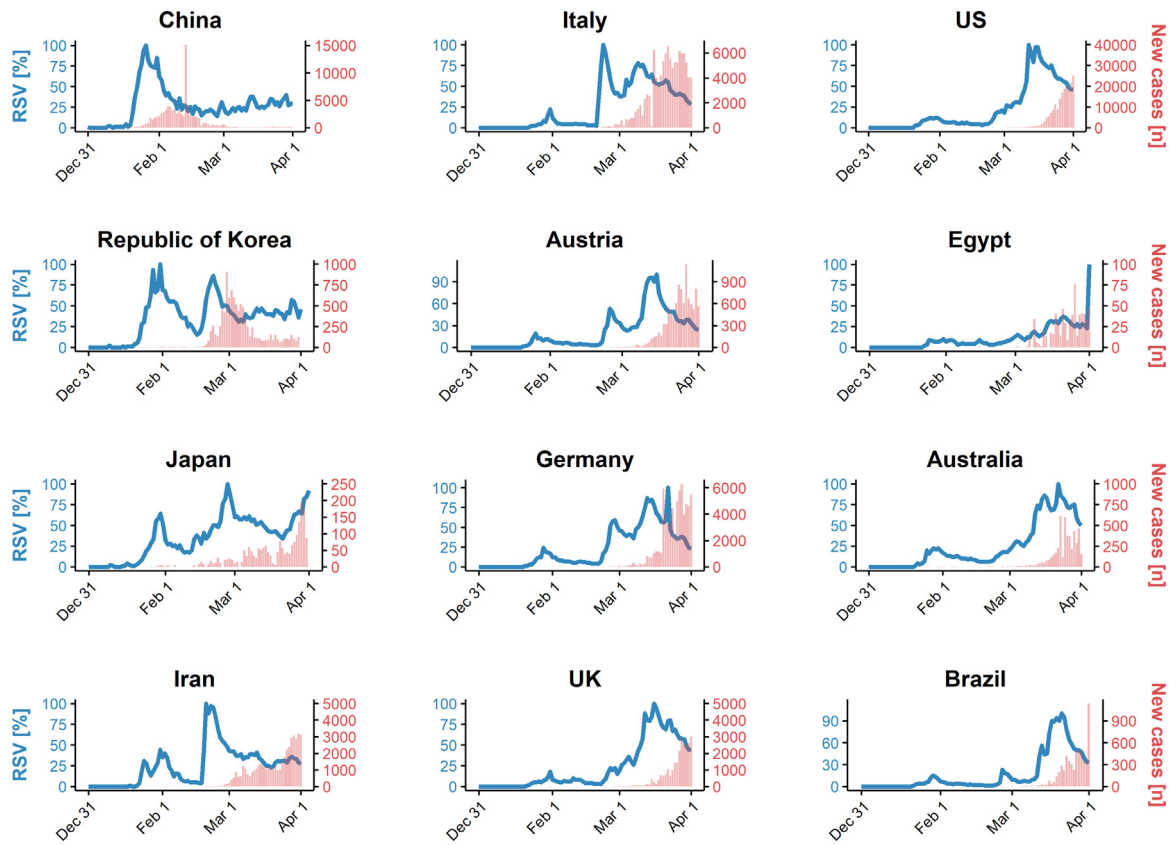 China
Italy
US
RSV [%]
100
75
50
25
0
15000
10000
5000
0
Dec 31
Feb 1
Mar 1
Apr 1
100
75
50
25
0
6000
4000
2000
0
Dec 31
Feb 1
Mar 1
Apr 1
100
75
50
25
0
40000
30000
20000
10000
0
New cases [n]
Dec 31
Feb 1
Mar 1
Apr 1
Republic of Korea
Austria
Egypt
RSV [%]
100
75
50
25
0
1000
750
500
250
0
Dec 31
Feb 1
Mar 1
Apr 1
90
60
30
0
900
600
300
0
Dec 31
Feb 1
Mar 1
Apr 1
100
75
50
25
0
100
75
50
25
0
New cases [n]
Dec 31
Feb 1
Mar 1
Apr 1
Japan
Germany
Australia
RSV [%]
100
75
50
25
0
250
200
150
100
50
0
Dec 31
Feb 1
Mar 1
Apr 1
100
75
50
25
0
6000
4000
2000
0
Dec 31
Feb 1
Mar 1
Apr 1
100
75
50
25
0
1000
750
500
250
0
New cases [n]
Dec 31
Feb 1
Mar 1
Apr 1
Iran
UK
Brazil
RSV [%]
100
75
50
25
0
5000
4000
3000
2000
1000
0
Dec 31
Feb 1
Mar 1
Apr 1
100
75
50
25
0
5000
4000
3000
2000
1000
0
Dec 31
Feb 1
Mar 1
Apr 1
90
60
30
0
900
600
300
0
New cases [n]
Dec 31
Feb 1
Mar 1
Apr 1